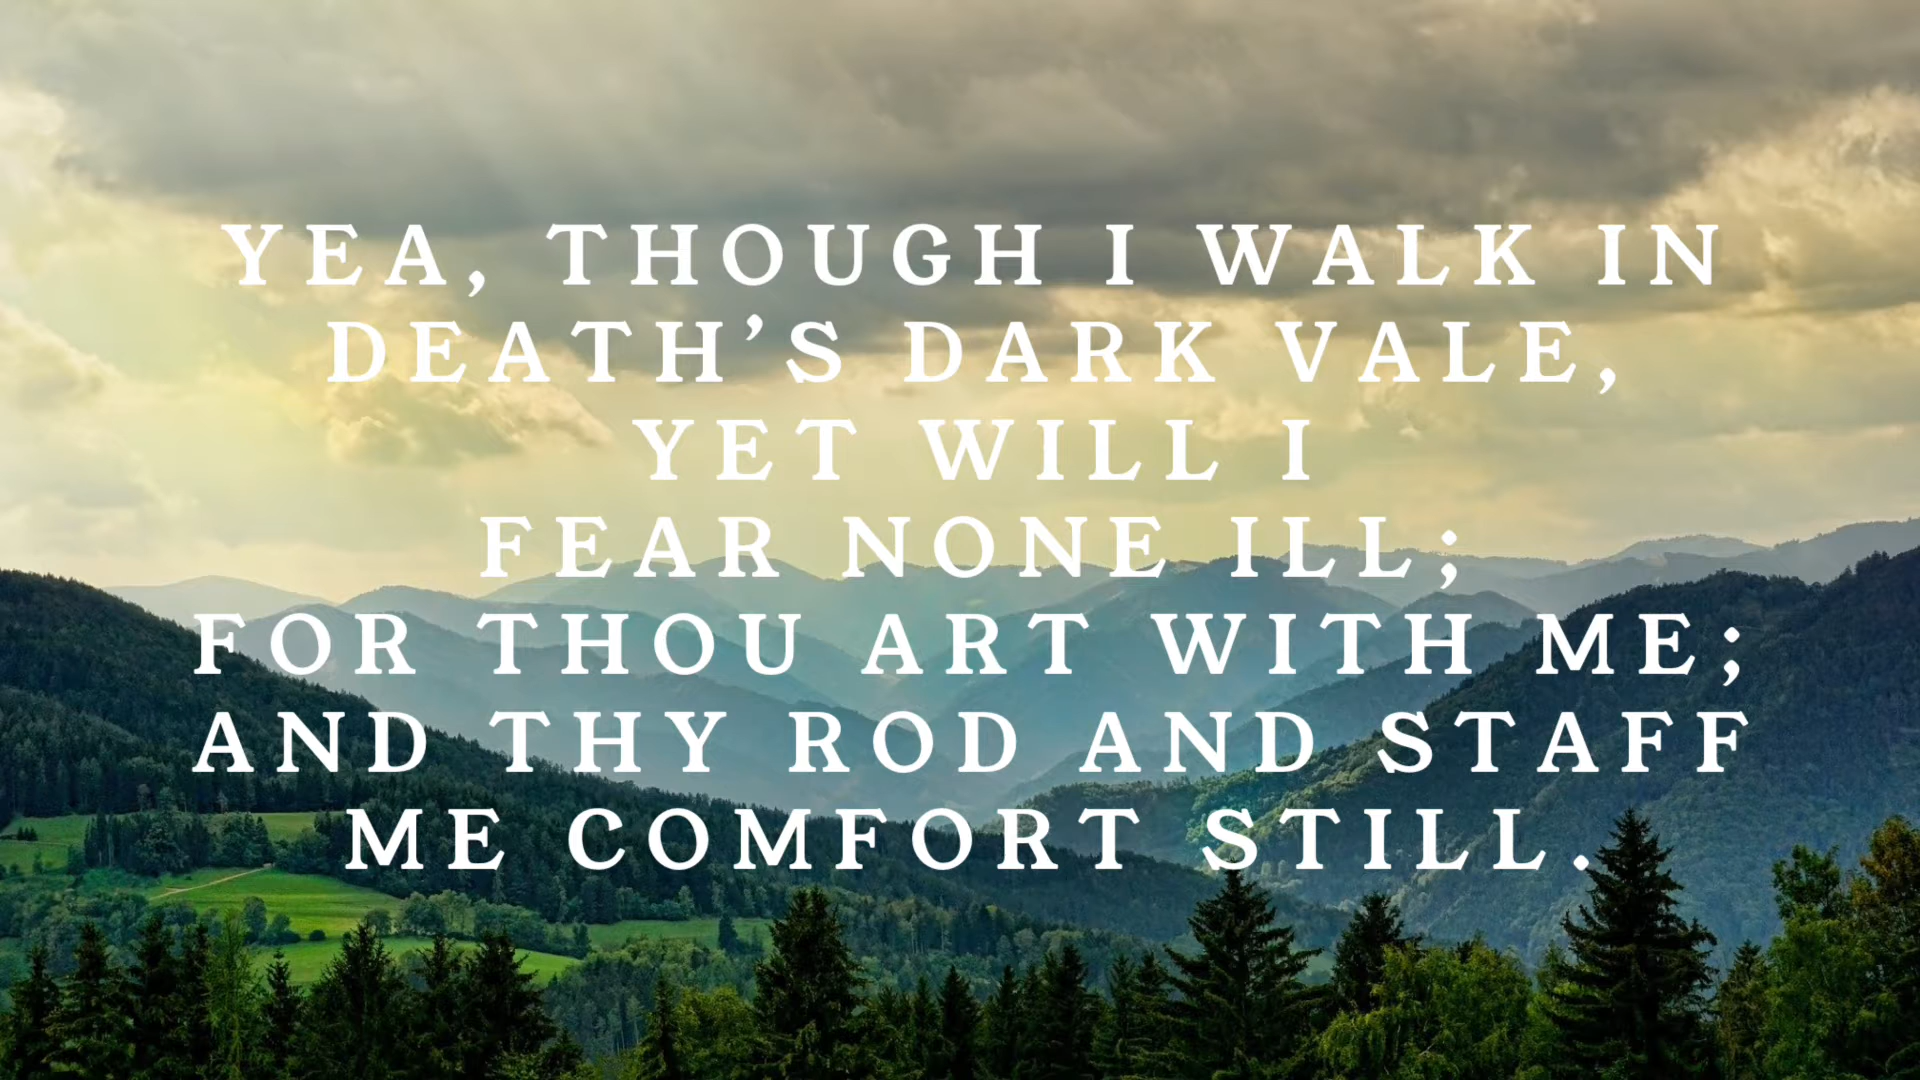 YEA, THOUGH I WALK IN
DEATH’S DARK VALE,
YET WILL I
FEAR NONE ILL;
FOR THOU ART WITH ME;
AND THY ROD AND STAFF
ME COMFORT STILL.